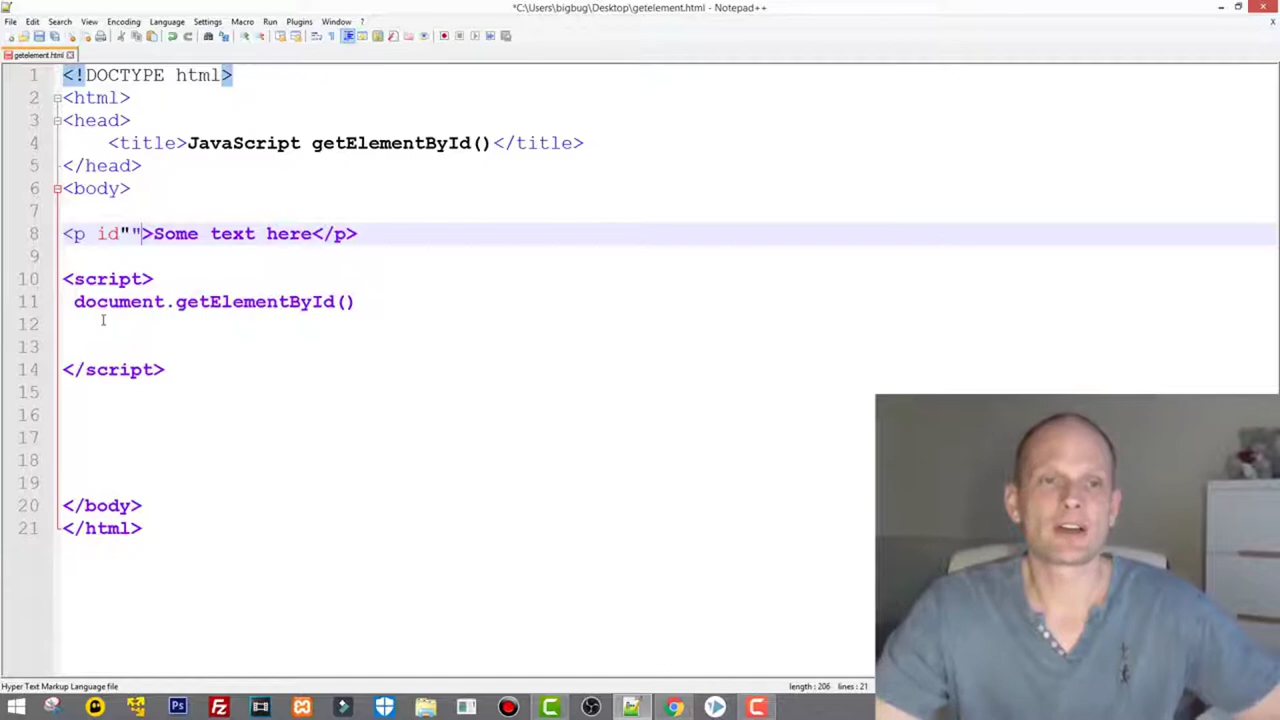 *C:\Users\bigbug\Desktop\getelement.html - Notepad++
File Edit Search View Encoding Language Settings Macro Run Plugins Window ?
getelement.html
1 <!DOCTYPE html>
2 <html>
3 <head>
4 <title>JavaScript getElementById()</title>
5 </head>
6 <body>
7
8 <p id"">Some text here</p>
9
10 <script>
11 document.getElementById()
12
13
14 </script>
15
16
17
18
19
20 </body>
21 </html>
Hyper Text Markup Language file length : 206 lines : 21